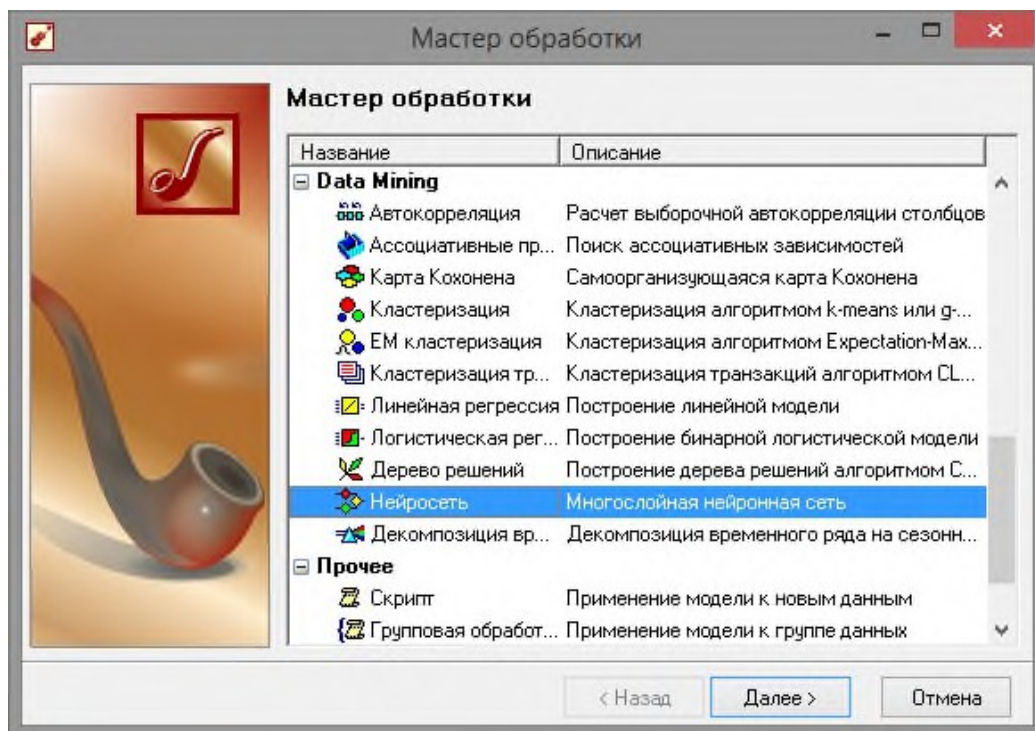 Мастер обработки
Мастер обработки
Название Описание
Data Mining
Автокорреляция Расчет выборочной автокорреляции столбцов
Ассоциативные пр... Поиск ассоциативных зависимостей
Карта Кохонена Самоорганизующаяся карта Кохонена
Кластеризация Кластеризация алгоритмом k-means или g-...
EM кластеризация Кластеризация алгоритмом Expectation-Max...
Кластеризация тр... Кластеризация транзакций алгоритмом CL...
Линейная регрессия Построение линейной модели
Логистическая рег... Построение бинарной логистической модели
Дерево решений Построение дерева решений алгоритмом C...
Нейросеть Многослойная нейронная сеть
Декомпозиция вр... Декомпозиция временного ряда на сезонн...
Прочее
Скрипт Применение модели к новым данным
Групповая обработ... Применение модели к группе данных
< Назад Далее > Отмена